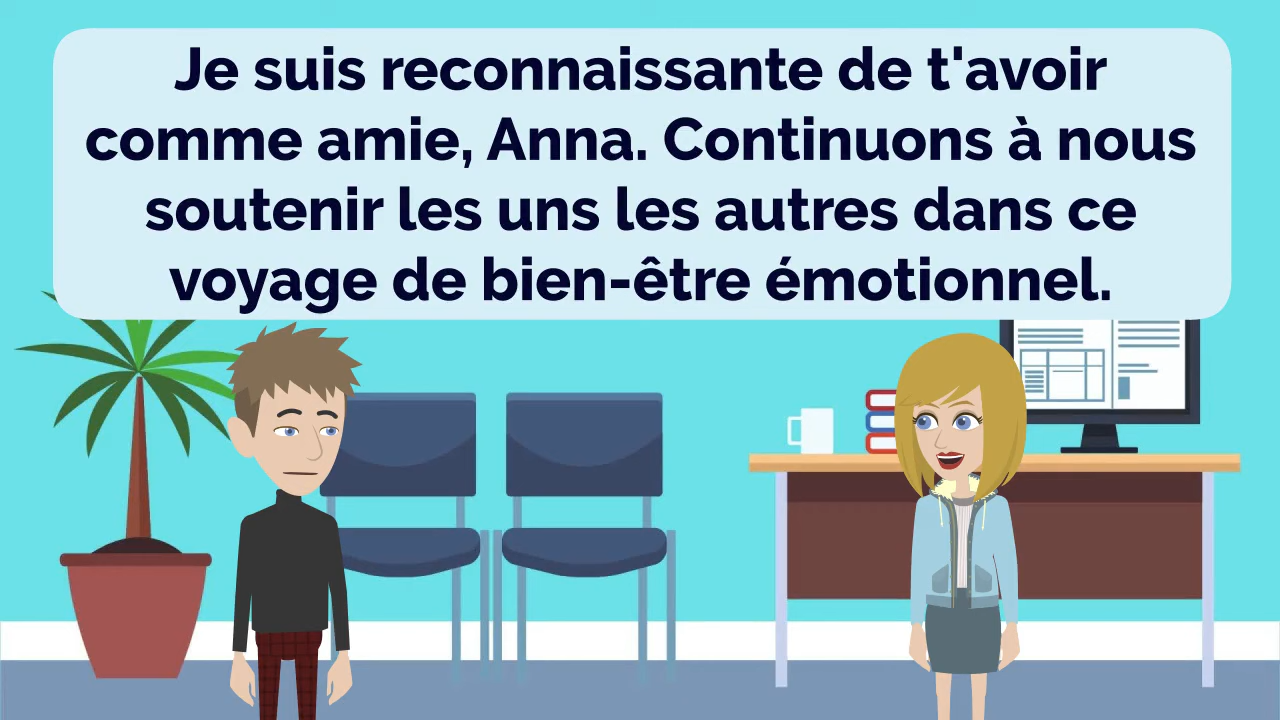 Je suis reconnaissante de t'avoir
comme amie, Anna. Continuons à nous
soutenir les uns les autres dans ce
voyage de bien-être émotionnel.